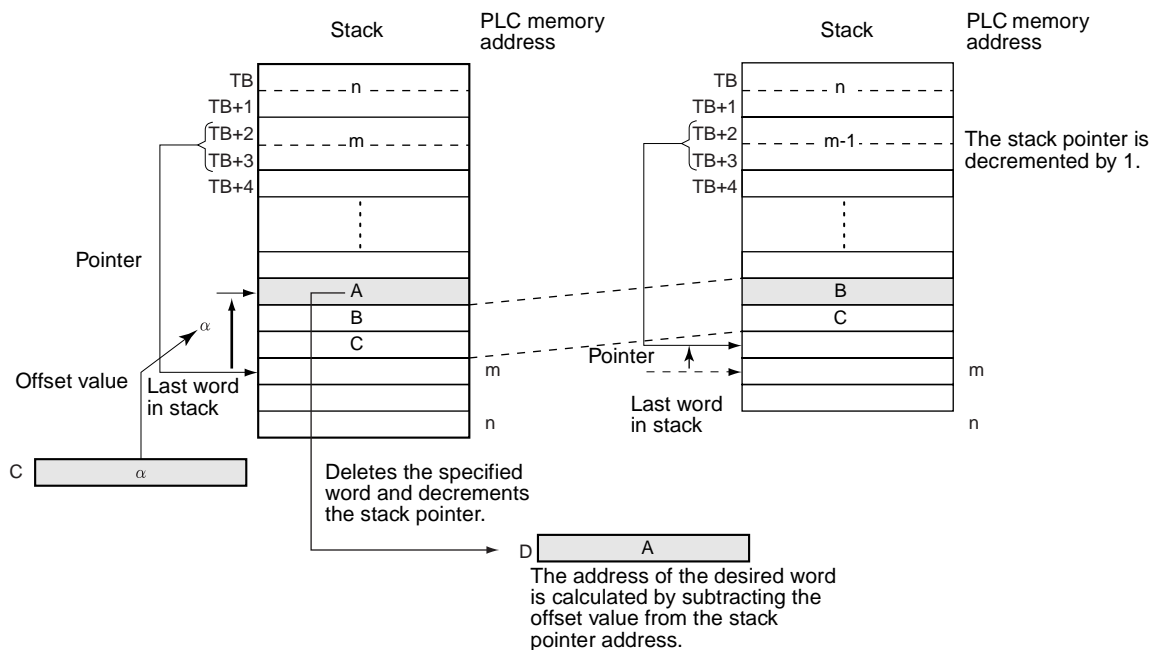 Stack
PLC memory
address
TB
n
TB+1
TB+2
m
TB+3
TB+4
Pointer
A
B
α
C
Offset value
Last word
in stack
m
n
C
α
Deletes the specified
word and decrements
the stack pointer.
D
A
The address of the desired word
is calculated by subtracting the
offset value from the stack
pointer address.
Stack
PLC memory
address
TB
n
TB+1
TB+2
m-1
TB+3
TB+4
The stack pointer is
decremented by 1.
B
C
Pointer
m
Last word
in stack
n